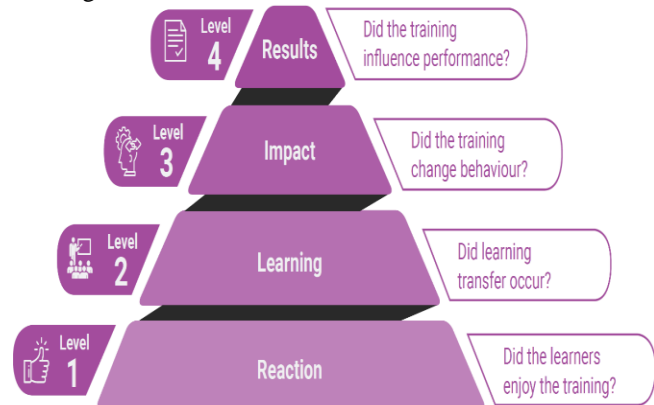 Level
4
Results
Did the training
influence performance?
Level
3
Impact
Did the training
change behaviour?
Level
2
Learning
Did learning
transfer occur?
Level
1
Reaction
Did the learners
enjoy the training?